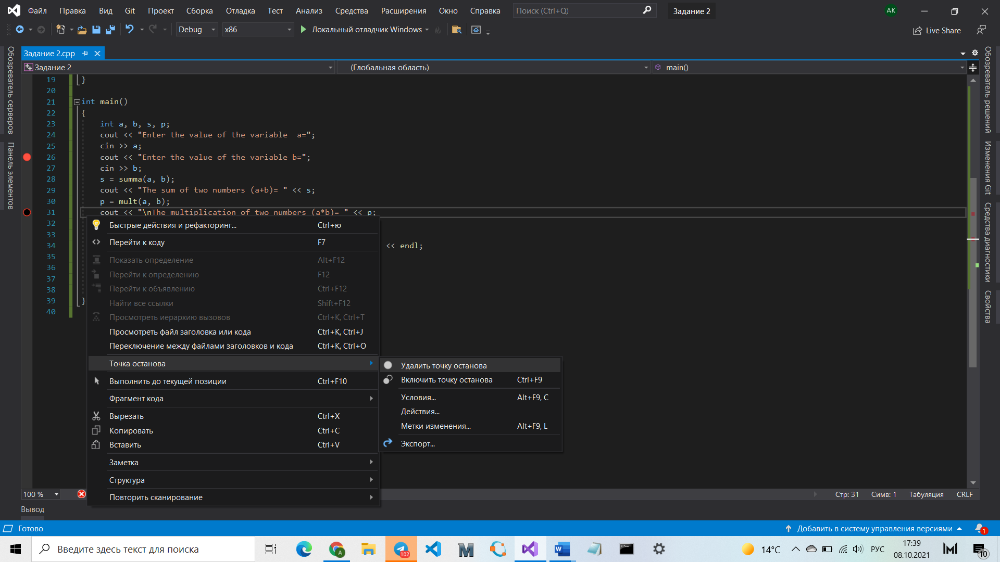 Файл Правка Вид Git Проект Сборка Отладка Тест Анализ Средства Расширения Окно Справка Поиск (Ctrl+Q) Задание 2 AK
Debug x86 Локальный отладчик Windows Live Share
Обозреватель серверов
Панель элементов
Задание 2.cpp
Задание 2 (Глобальная область) main()
19 }
20
21 int main()
22 {
23 int a, b, s, p;
24 cout << "Enter the value of the variable  a=";
25 cin >> a;
26 cout << "Enter the value of the variable b=";
27 cin >> b;
28 s = summa(a, b);
29 cout << "The sum of two numbers (a+b)= " << s;
30 p = mult(a, b);
31 cout << "\nThe multiplication of two numbers (a*b)= " << p;
32
33
34 << endl;
35
36
37
38
39 }
40
Быстрые действия и рефакторинг... Ctrl+ю
Перейти к коду F7
Показать определение Alt+F12
Перейти к определению F12
Перейти к объявлению Ctrl+F12
Найти все ссылки Shift+F12
Просмотреть иерархию вызовов Ctrl+K, Ctrl+T
Просмотреть файл заголовка или кода Ctrl+K, Ctrl+J
Переключение между файлами заголовков и кода Ctrl+K, Ctrl+O
Точка останова
Выполнить до текущей позиции Ctrl+F10
Фрагмент кода
Вырезать Ctrl+X
Копировать Ctrl+C
Вставить Ctrl+V
Заметка
Структура
Повторить сканирование
Удалить точку останова
Включить точку останова Ctrl+F9
Условия... Alt+F9, C
Действия...
Метки изменения... Alt+F9, L
Экспорт...
Обозреватель решений
Изменения Git
Средства диагностики
Свойства
100 % Стр: 31 Симв: 1 Табуляция CRLF
Вывод
Готово Добавить в систему управления версиями 1
Введите здесь текст для поиска A 102 14°C РУС 17:39
08.10.2021 10